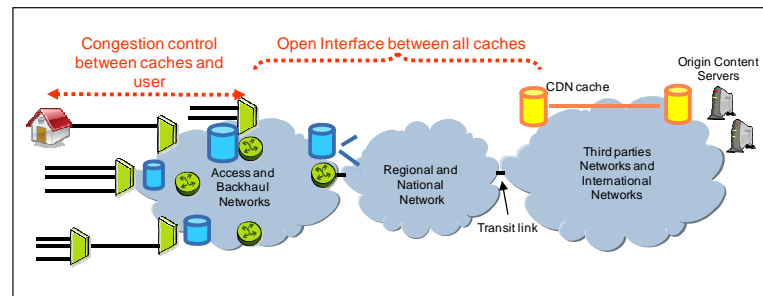 Congestion control
between caches and
user
Open Interface between all caches
Origin Content
Servers
CDN cache
Access and
Backhaul
Networks
Regional and
National
Network
Third parties
Networks and
International
Networks
Transit link